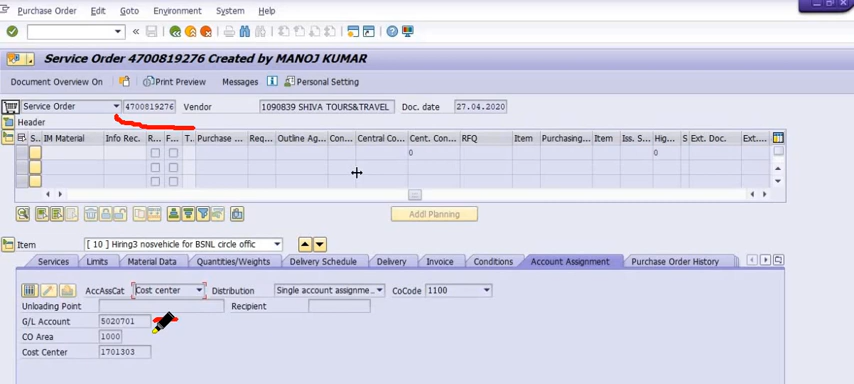 Purchase Order Edit Goto Environment System Help
Service Order 4700819276 Created by MANOJ KUMAR
Document Overview On Print Preview Messages Personal Setting
Service Order 4700819276 Vendor 1090839 SHIVA TOURS&TRAVEL Doc. date 27.04.2020
Header
S... IM Material Info Rec. R... F... T... Purchase ... Req... Outline Ag... Con... Central Co... Cent. Con... RFQ Item Purchasing... Item Iss. S... Hig... S Ext. Doc. Ext....
0 0
Addl Planning
Item [ 10 ] Hiring3 nosvehicle for BSNL circle offic
Services Limits Material Data Quantities/Weights Delivery Schedule Delivery Invoice Conditions Account Assignment Purchase Order History
AccAssCat Cost center Distribution Single account assignme... CoCode 1100
Unloading Point Recipient
G/L Account 5020701
CO Area 1000
Cost Center 1701303